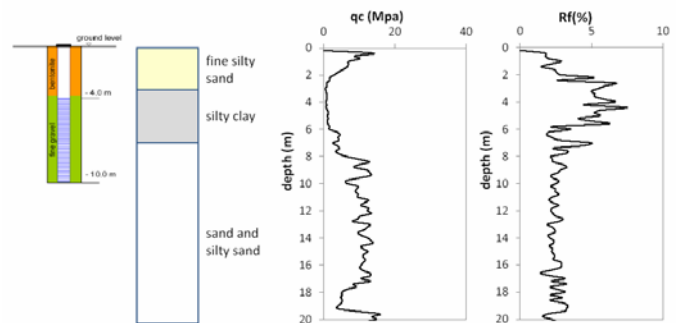 ground level
bentonite
- 4.0 m
fine gravel
- 10.0 m
fine silty
sand
silty clay
sand and
silty sand
qc (Mpa)
0
20
40
depth (m)
0
2
4
6
8
10
12
14
16
18
20
Rf(%)
0
5
10
depth (m)
0
2
4
6
8
10
12
14
16
18
20